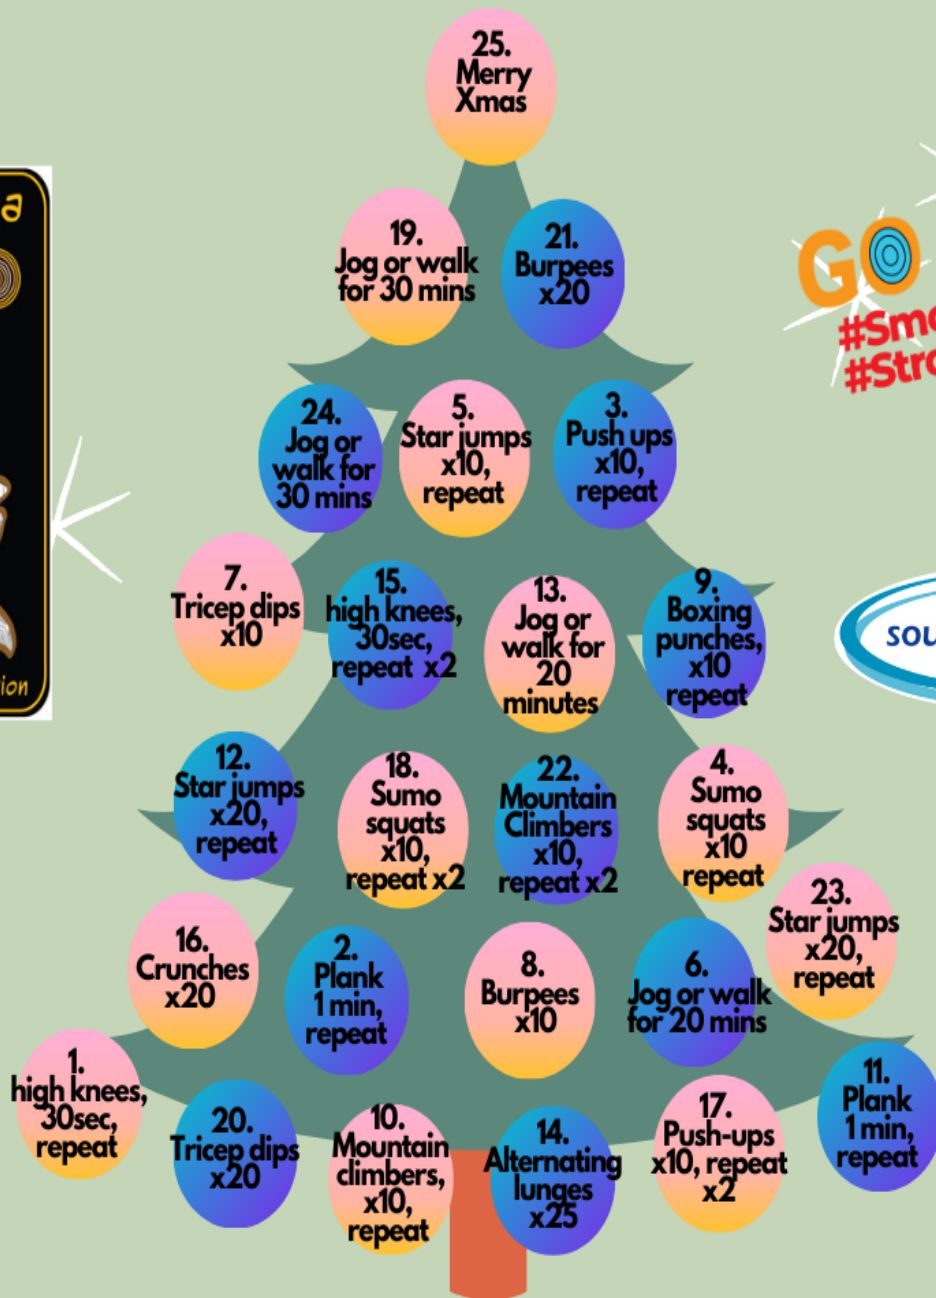 25.
Merry
Xmas
a
19.
Jog or walk
for 30 mins
21.
Burpees
x20
GO
24.
Jog or
walk for
30 mins
5.
Star jumps
x10,
repeat
3.
Push ups
x10,
repeat
7.
Tricep dips
x10
15.
high knees,
30sec,
repeat x2
13.
Jog or
walk for
20
minutes
9.
Boxing
punches,
x10
repeat
12.
Star jumps
x20,
repeat
18.
Sumo
squats
x10,
repeat x2
22.
Mountain
Climbers
x10,
repeat x2
4.
Sumo
squats
x10
repeat
16.
Crunches
x20
2.
Plank
1 min,
repeat
8.
Burpees
x10
6.
Jog or walk
for 20 mins
23.
Star jumps
x20,
repeat
1.
high knees,
30sec,
repeat
20.
Tricep dips
x20
10.
Mountain
climbers,
x10,
repeat
14.
Alternating
lunges
x25
17.
Push-ups
x10, repeat
x2
11.
Plank
1 min,
repeat